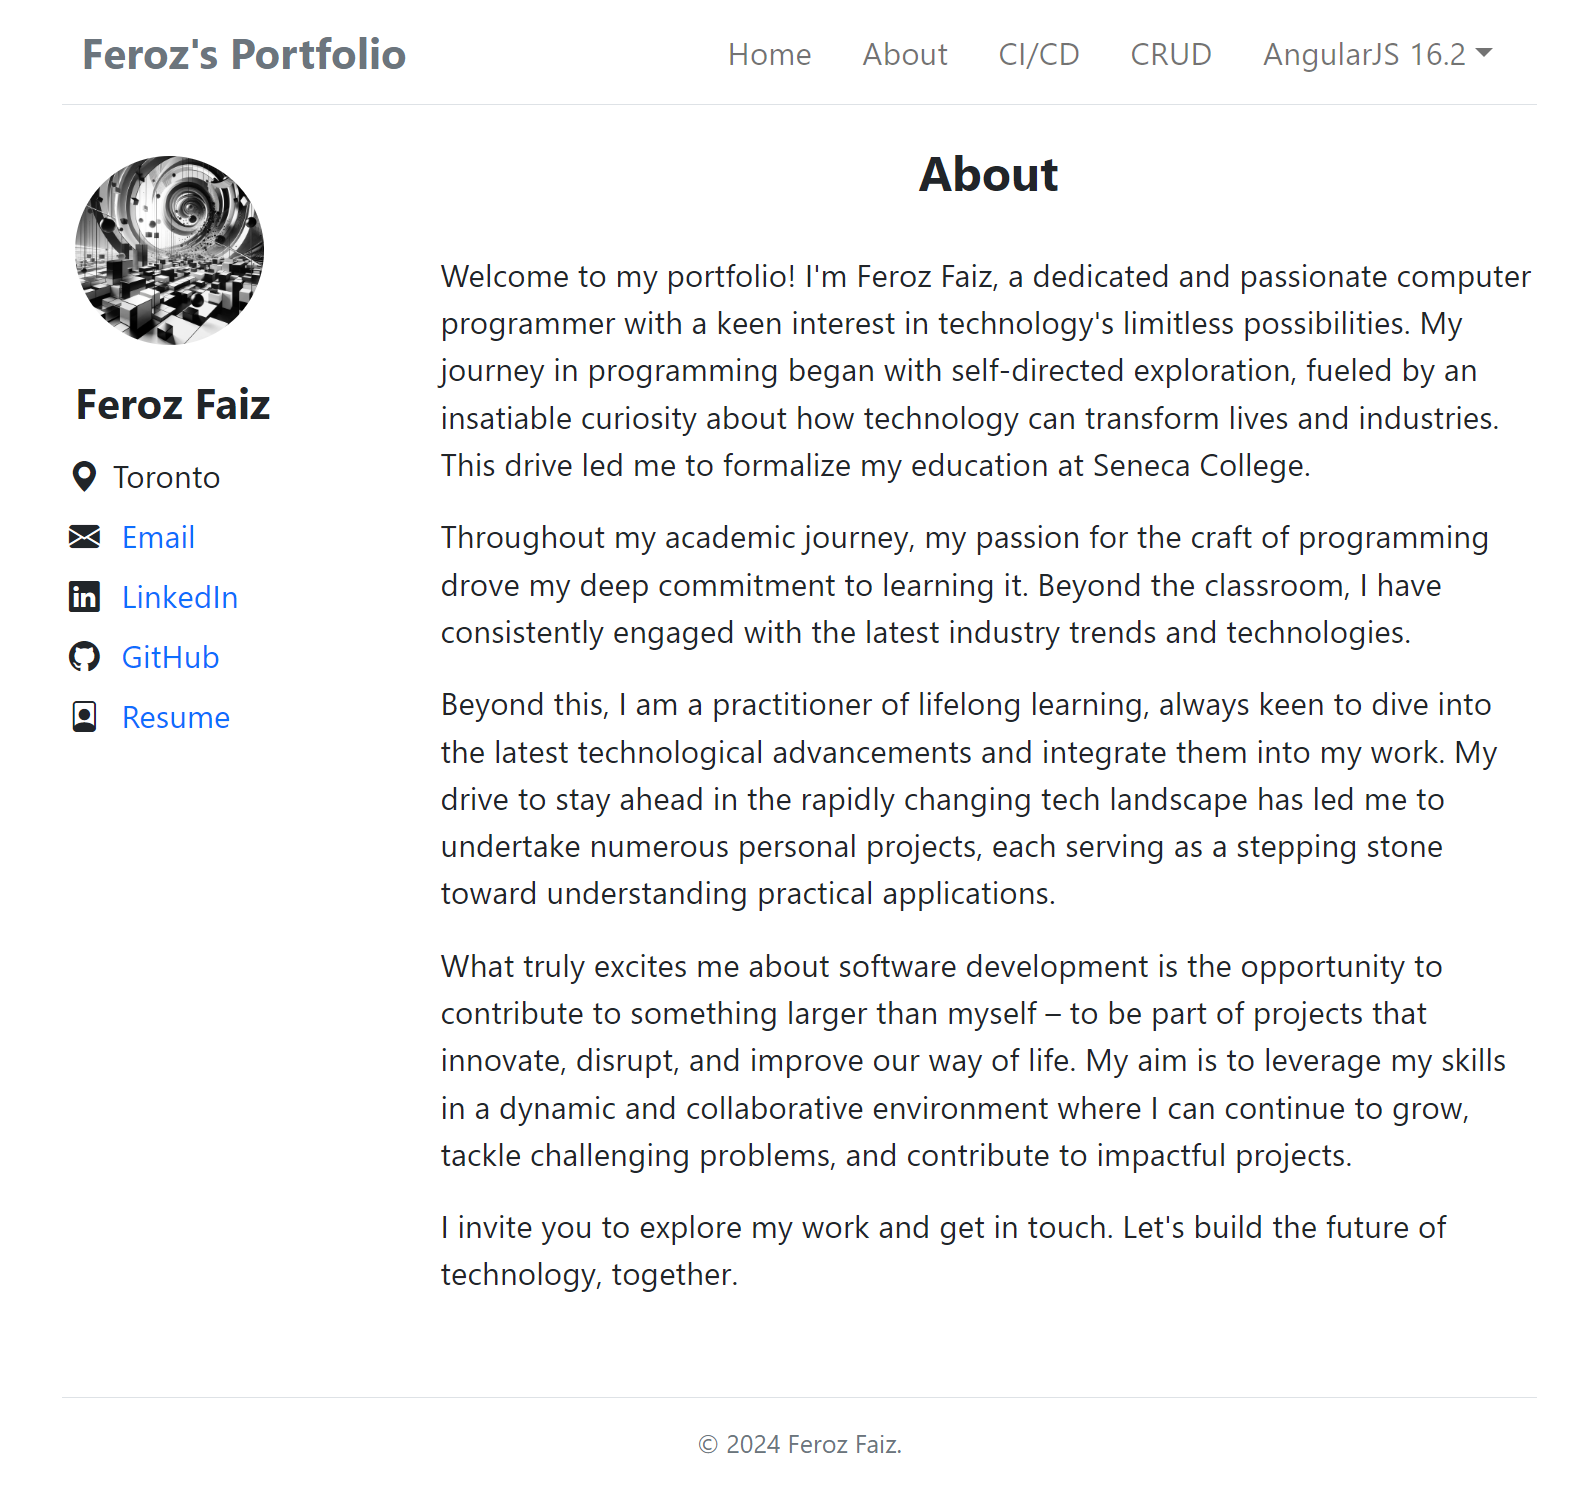 Feroz's Portfolio
Home About CI/CD CRUD AngularJS 16.2
Feroz Faiz
Toronto
Email
LinkedIn
GitHub
Resume
About
Welcome to my portfolio! I'm Feroz Faiz, a dedicated and passionate computer
programmer with a keen interest in technology's limitless possibilities. My
journey in programming began with self-directed exploration, fueled by an
insatiable curiosity about how technology can transform lives and industries.
This drive led me to formalize my education at Seneca College.
Throughout my academic journey, my passion for the craft of programming
drove my deep commitment to learning it. Beyond the classroom, I have
consistently engaged with the latest industry trends and technologies.
Beyond this, I am a practitioner of lifelong learning, always keen to dive into
the latest technological advancements and integrate them into my work. My
drive to stay ahead in the rapidly changing tech landscape has led me to
undertake numerous personal projects, each serving as a stepping stone
toward understanding practical applications.
What truly excites me about software development is the opportunity to
contribute to something larger than myself – to be part of projects that
innovate, disrupt, and improve our way of life. My aim is to leverage my skills
in a dynamic and collaborative environment where I can continue to grow,
tackle challenging problems, and contribute to impactful projects.
I invite you to explore my work and get in touch. Let's build the future of
technology, together.
© 2024 Feroz Faiz.